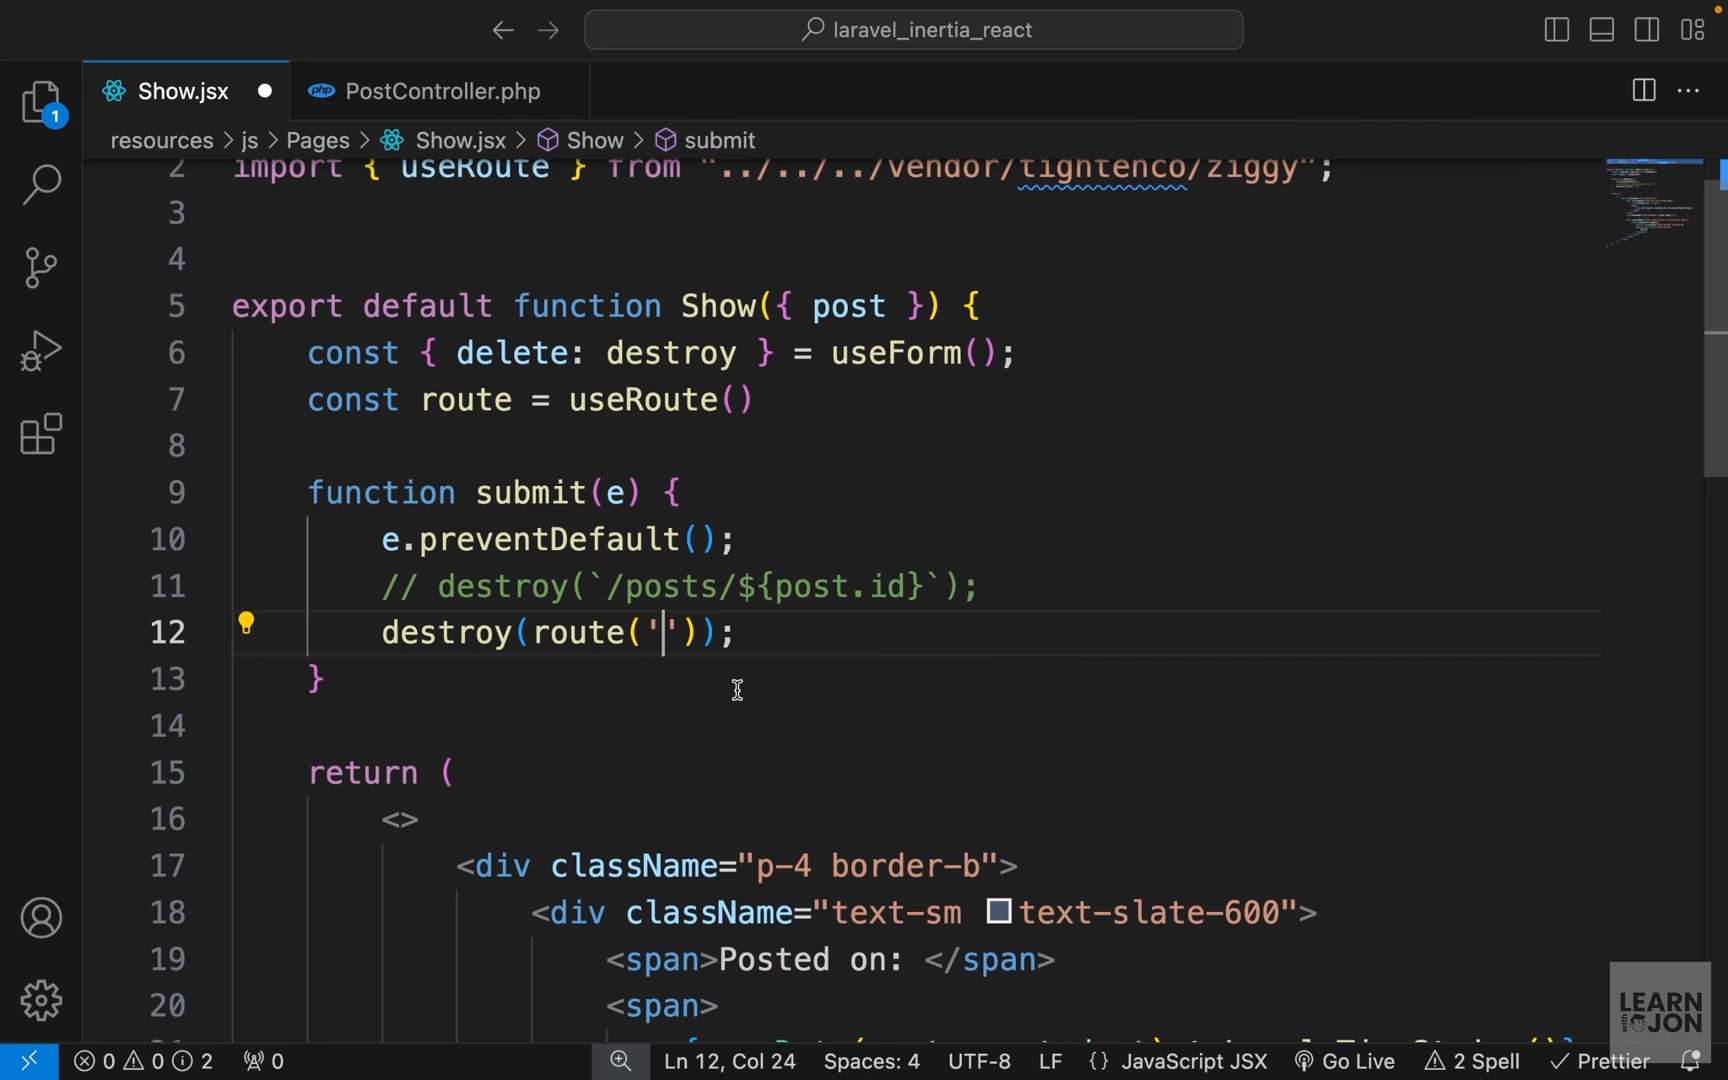 laravel_inertia_react
Show.jsx
PostController.php
1
resources > js > Pages > Show.jsx > Show > submit
2 import { useRoute } from "../../../vendor/tightenco/ziggy";
3
4
5 export default function Show({ post }) {
6 const { delete: destroy } = useForm();
7 const route = useRoute()
8
9 function submit(e) {
10 e.preventDefault();
11 // destroy(`/posts/${post.id}`);
12 destroy(route(''));
13 }
14
15 return (
16 <>
17 <div className="p-4 border-b">
18 <div className="text-sm text-slate-600">
19 <span>Posted on: </span>
20 <span>
0 0 2 0 Ln 12, Col 24 Spaces: 4 UTF-8 LF {} JavaScript JSX Go Live 2 Spell Prettier
LEARN
with
JON